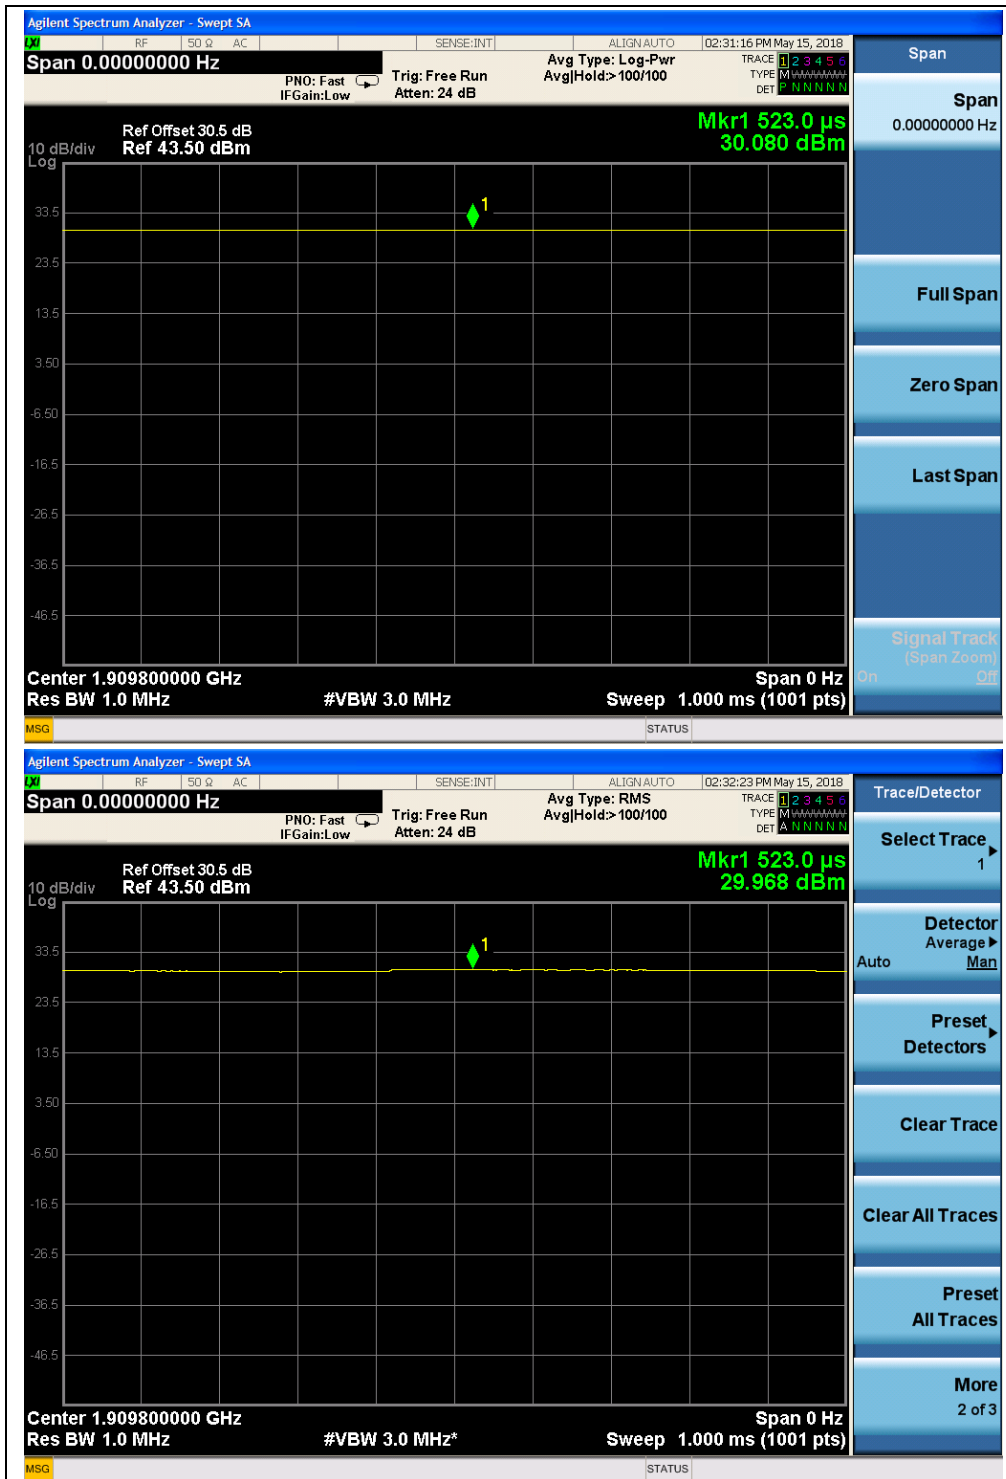 Agilent Spectrum Analyzer - Swept SA
LXI RF 50 Ω AC SENSE:INT ALIGN AUTO 02:31:16 PM May 15, 2018
Span 0.00000000 Hz
PNO: Fast
IFGain:Low
Trig: Free Run
Atten: 24 dB
Avg Type: Log-Pwr
Avg|Hold:>100/100
TRACE 1 2 3 4 5 6
TYPE M
DET P N N N N N
Ref Offset 30.5 dB
10 dB/div Ref 43.50 dBm
Log
Mkr1 523.0 µs
30.080 dBm
1
33.5
23.5
13.5
3.50
-6.50
-16.5
-26.5
-36.5
-46.5
Center 1.909800000 GHz Span 0 Hz
Res BW 1.0 MHz #VBW 3.0 MHz Sweep 1.000 ms (1001 pts)
MSG STATUS
Span
Span
0.00000000 Hz
Full Span
Zero Span
Last Span
Signal Track
(Span Zoom)
On Off
Agilent Spectrum Analyzer - Swept SA
LXI RF 50 Ω AC SENSE:INT ALIGN AUTO 02:32:23 PM May 15, 2018
Span 0.00000000 Hz
PNO: Fast
IFGain:Low
Trig: Free Run
Atten: 24 dB
Avg Type: RMS
Avg|Hold:>100/100
TRACE 1 2 3 4 5 6
TYPE M
DET A N N N N N
Ref Offset 30.5 dB
10 dB/div Ref 43.50 dBm
Log
Mkr1 523.0 µs
29.968 dBm
1
33.5
23.5
13.5
3.50
-6.50
-16.5
-26.5
-36.5
-46.5
Center 1.909800000 GHz Span 0 Hz
Res BW 1.0 MHz #VBW 3.0 MHz* Sweep 1.000 ms (1001 pts)
MSG STATUS
Trace/Detector
Select Trace
1
Detector
Average
Auto Man
Preset
Detectors
Clear Trace
Clear All Traces
Preset
All Traces
More
2 of 3